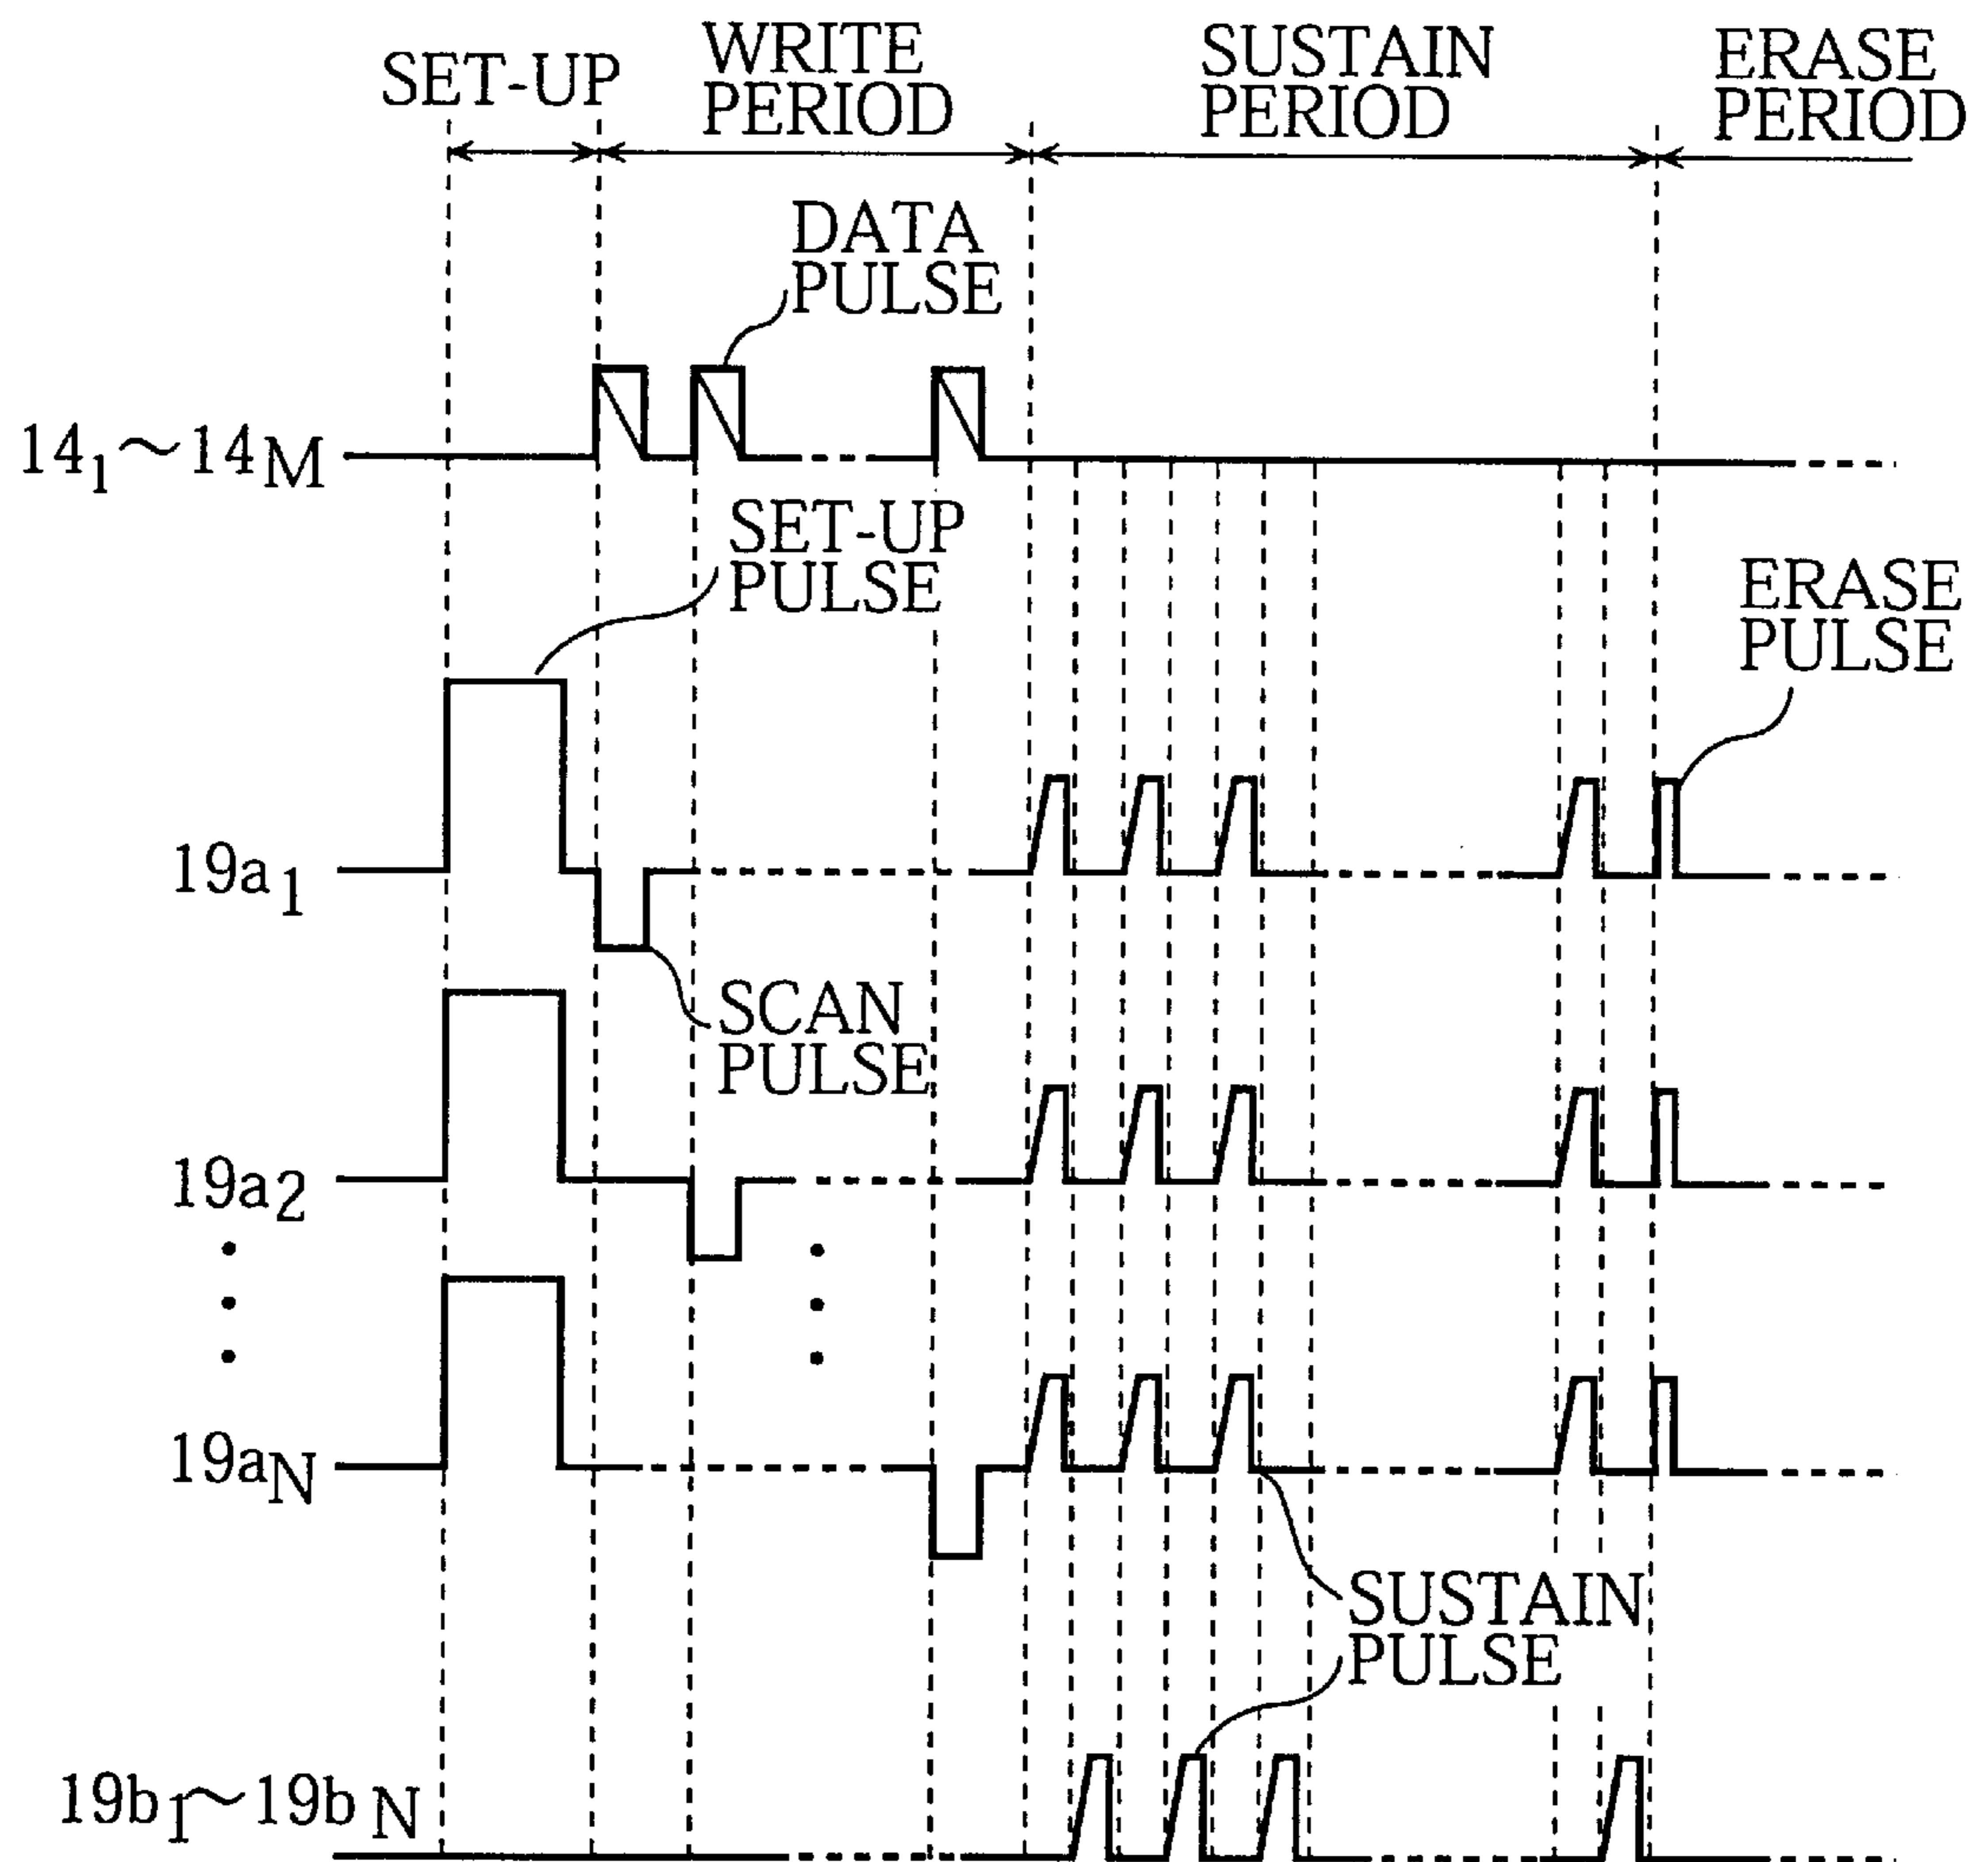 SET-UP
WRITE
PERIOD
SUSTAIN
PERIOD
ERASE
PERIOD
DATA
PULSE
14₁~14M
SET-UP
PULSE
ERASE
PULSE
19a₁
SCAN
PULSE
19a₂
19aN
SUSTAIN
PULSE
19b₁~19bN